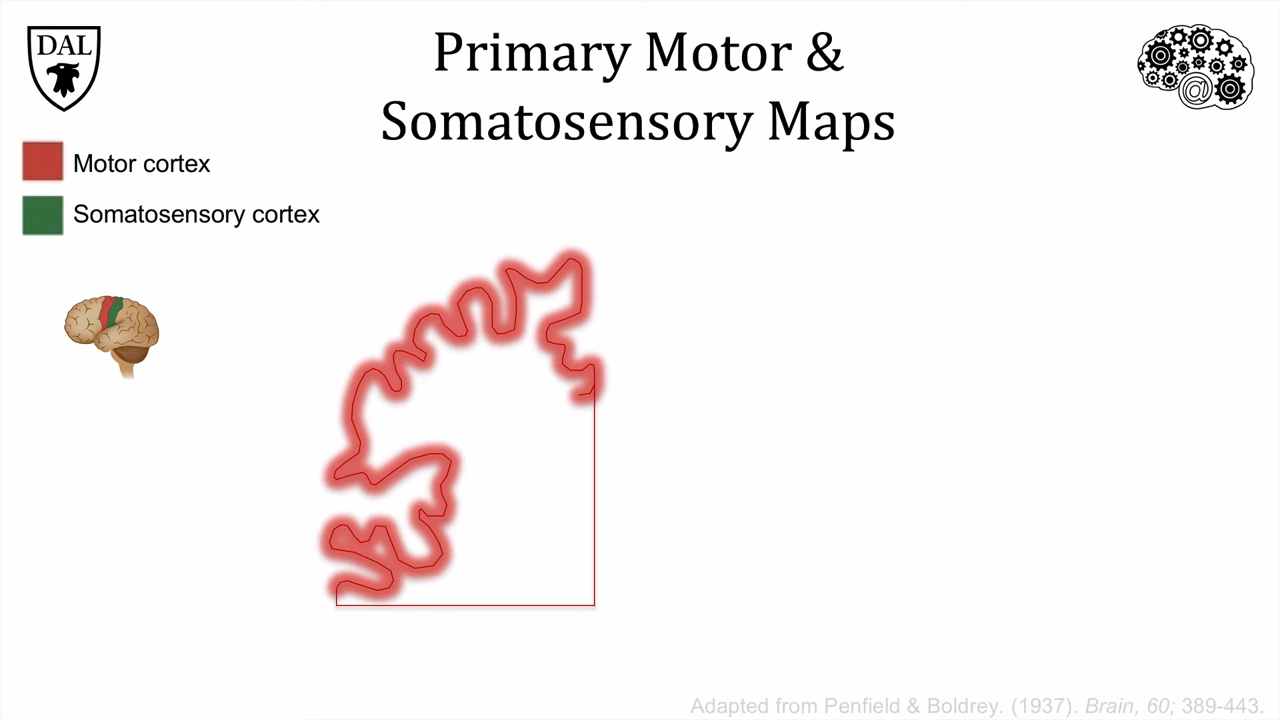 DAL
Primary Motor &
Somatosensory Maps
@
Motor cortex
Somatosensory cortex
Adapted from Penfield & Boldrey. (1937). Brain, 60; 389-443.